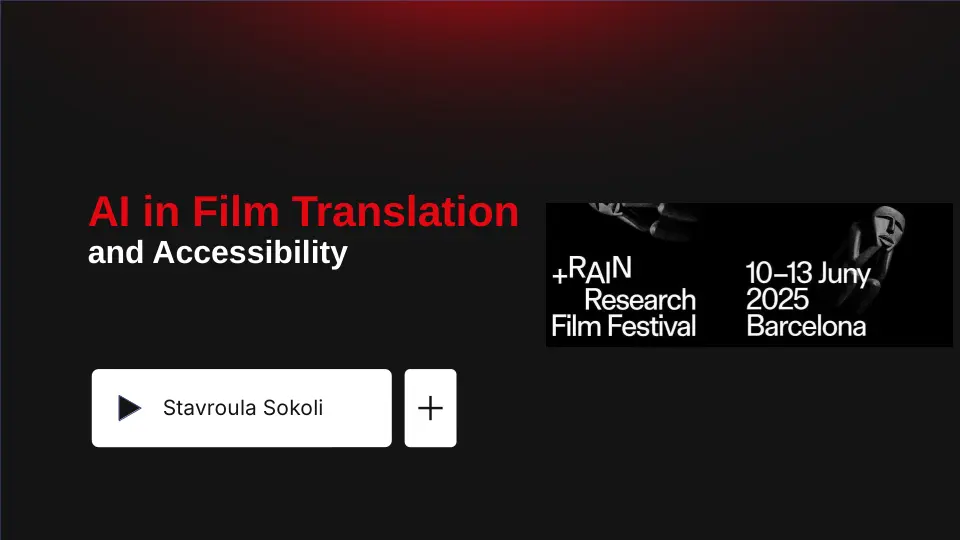 AI in Film Translation
and Accessibility
+RAIN
Research
Film Festival
10–13 Juny
2025
Barcelona
Stavroula Sokoli